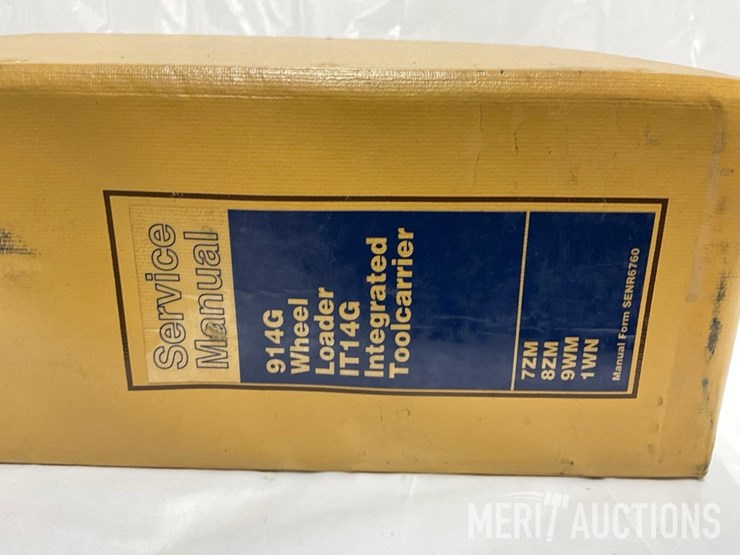 Service
Manual
914G
Wheel
Loader
IT14G
Integrated
Toolcarrier
7ZM
8ZM
9WM
1WN
Manual Form SENR6760
MERIT AUCTIONS